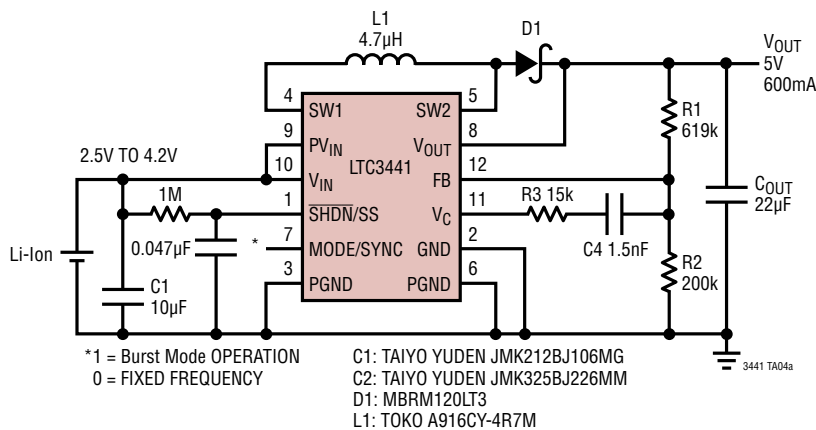 L1
4.7µH
D1
VOUT
5V
600mA
4
SW1
5
SW2
R1
619k
9
PVIN
8
VOUT
2.5V TO 4.2V
10
VIN
LTC3441
12
FB
1M
1
SHDN/SS
11
VC
R3 15k
COUT
22µF
0.047µF
*
7
MODE/SYNC
2
GND
C4 1.5nF
Li-Ion
C1
10µF
3
PGND
6
PGND
R2
200k
*1 = Burst Mode OPERATION
0 = FIXED FREQUENCY
C1: TAIYO YUDEN JMK212BJ106MG
C2: TAIYO YUDEN JMK325BJ226MM
D1: MBRM120LT3
L1: TOKO A916CY-4R7M
3441 TA04a